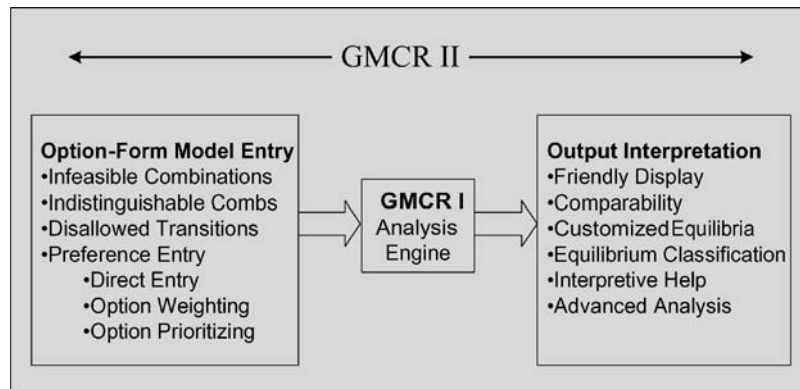 GMCR II
Option-Form Model Entry
•Infeasible Combinations
•Indistinguishable Combs
•Disallowed Transitions
•Preference Entry
•Direct Entry
•Option Weighting
•Option Prioritizing
GMCR I
Analysis
Engine
Output Interpretation
•Friendly Display
•Comparability
•Customized Equilibria
•Equilibrium Classification
•Interpretive Help
•Advanced Analysis